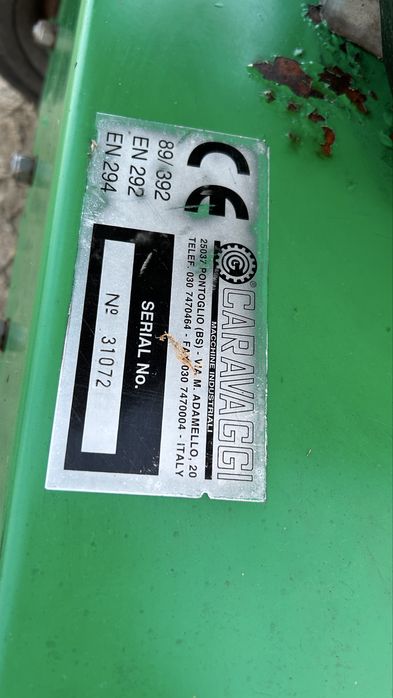 CARAVAGGI
MACCHINE INDUSTRIALI
25037 PONTOGLIO (BS) - VIA M. ADAMELLO, 20
TELEF. 030 7470464 - FAX 030 7470004 - ITALY
CE
89/392
EN 292
EN 294
SERIAL No.
Nº 31072